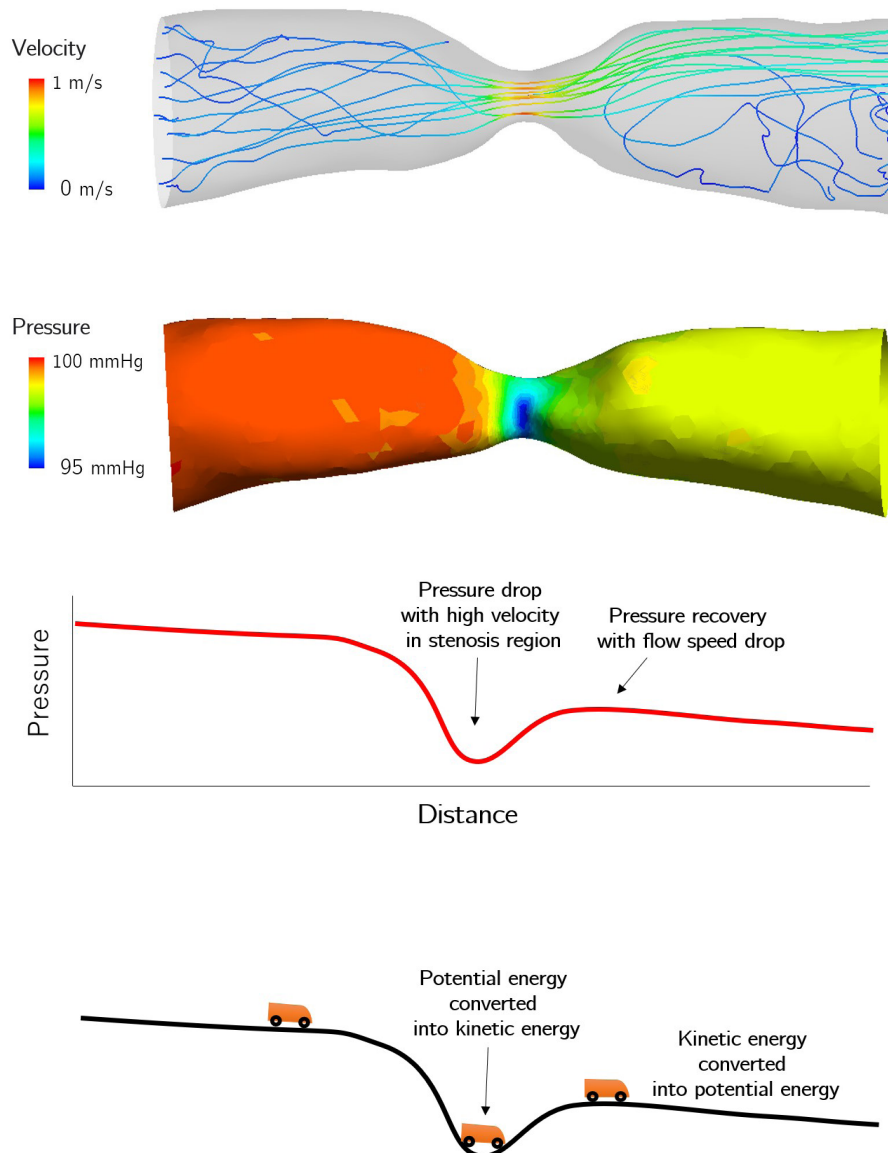 Velocity
1 m/s
0 m/s
Pressure
100 mmHg
95 mmHg
Pressure drop
with high velocity
in stenosis region
Pressure recovery
with flow speed drop
Pressure
Distance
Potential energy
converted
into kinetic energy
Kinetic energy
converted
into potential energy